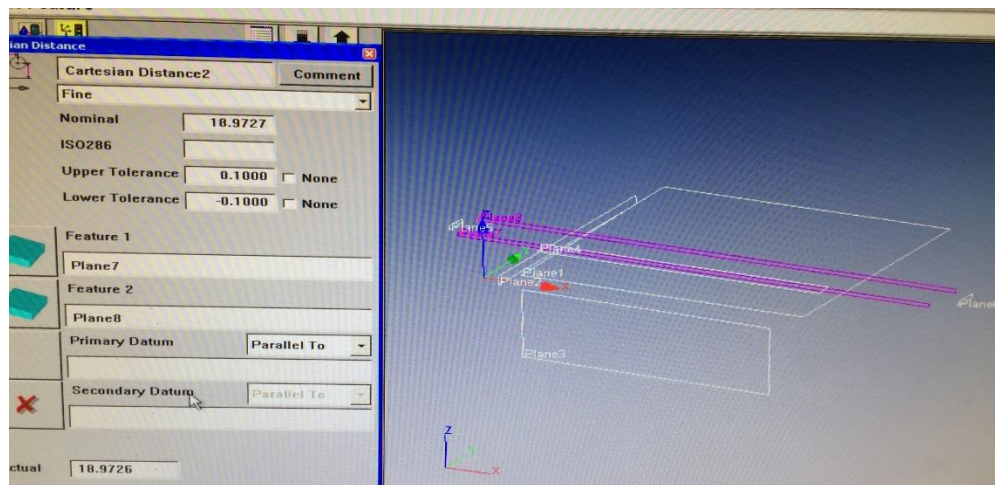 ian Distance
Cartesian Distance2
Comment
Fine
Nominal
18.9727
ISO286
Upper Tolerance
0.1000
None
Lower Tolerance
-0.1000
None
Feature 1
Plane7
Feature 2
Plane8
Primary Datum
Parallel To
Secondary Datum
Parallel To
ctual
18.9726
Plane5
Plane4
Plane1
Plane2
X
Plane3
Plane
Z
Y
X